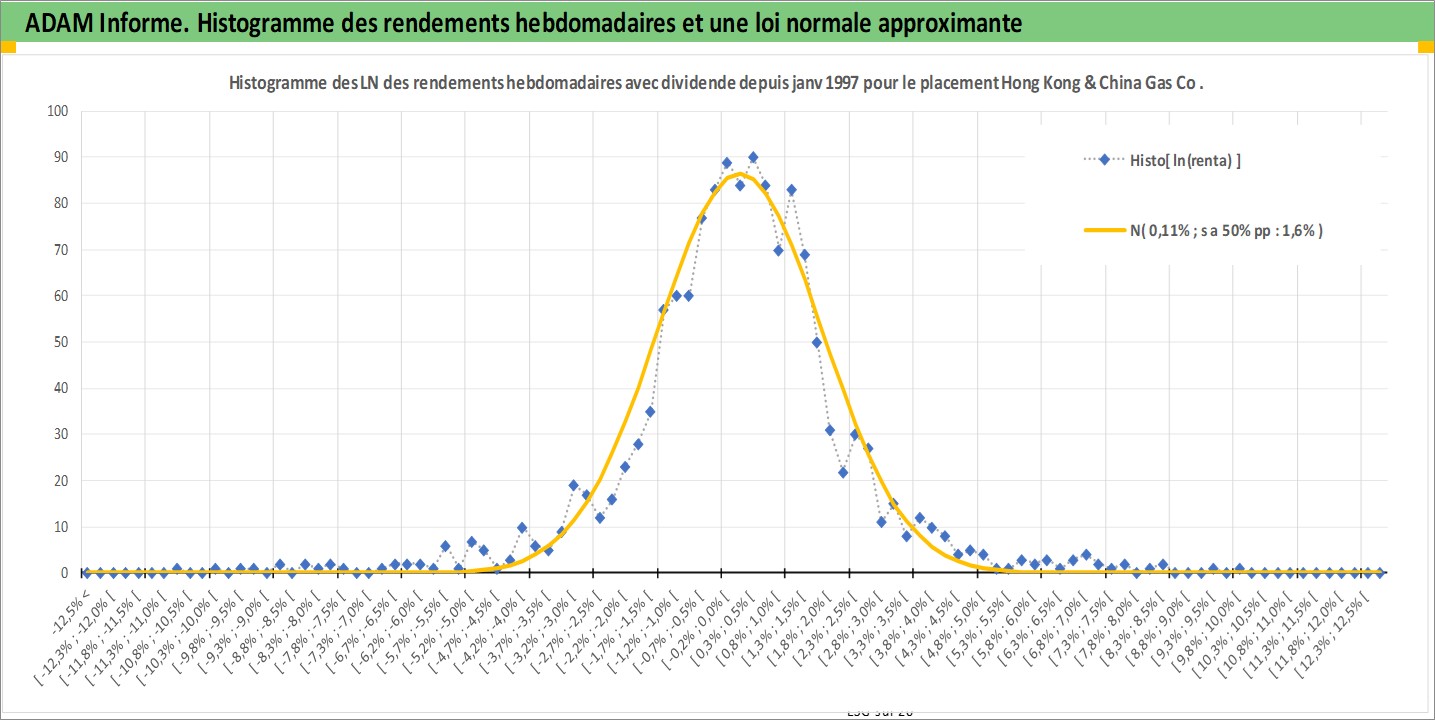 ADAM Informe. Histogramme des rendements hebdomadaires et une loi normale approximante
Histogramme des LN des rendements hebdomadaires avec dividende depuis janv 1997 pour le placement Hong Kong & China Gas Co .
100
90
80
70
60
50
40
30
20
10
0
Histo[ ln(renta) ]
N( 0,11% ; s a 50% pp : 1,6% )
-12,5% <
[ -12,3% ; -12,0% [
[ -11,8% ; -11,5% [
[ -11,3% ; -11,0% [
[ -10,8% ; -10,5% [
[ -10,3% ; -10,0% [
[ -9,8% ; -9,5% [
[ -9,3% ; -9,0% [
[ -8,8% ; -8,5% [
[ -8,3% ; -8,0% [
[ -7,8% ; -7,5% [
[ -7,3% ; -7,0% [
[ -6,7% ; -6,5% [
[ -6,2% ; -6,0% [
[ -5,7% ; -5,5% [
[ -5,2% ; -5,0% [
[ -4,7% ; -4,5% [
[ -4,2% ; -4,0% [
[ -3,7% ; -3,5% [
[ -3,2% ; -3,0% [
[ -2,7% ; -2,5% [
[ -2,2% ; -2,0% [
[ -1,7% ; -1,5% [
[ -1,2% ; -1,0% [
[ -0,7% ; -0,5% [
[ -0,2% ; 0,0% [
[ 0,3% ; 0,5% [
[ 0,8% ; 1,0% [
[ 1,3% ; 1,5% [
[ 1,8% ; 2,0% [
[ 2,3% ; 2,5% [
[ 2,8% ; 3,0% [
[ 3,3% ; 3,5% [
[ 3,8% ; 4,0% [
[ 4,3% ; 4,5% [
[ 4,8% ; 5,0% [
[ 5,3% ; 5,5% [
[ 5,8% ; 6,0% [
[ 6,3% ; 6,5% [
[ 6,8% ; 7,0% [
[ 7,3% ; 7,5% [
[ 7,8% ; 8,0% [
[ 8,3% ; 8,5% [
[ 8,8% ; 9,0% [
[ 9,3% ; 9,5% [
[ 9,8% ; 10,0% [
[ 10,3% ; 10,5% [
[ 10,8% ; 11,0% [
[ 11,3% ; 11,5% [
[ 11,8% ; 12,0% [
[ 12,3% ; 12,5% [